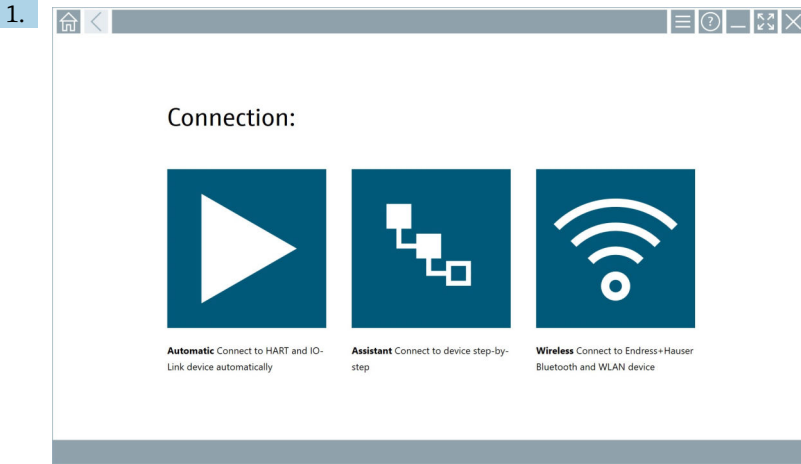 1.
Connection:
Automatic Connect to HART and IO-
Link device automatically
Assistant Connect to device step-by-
step
Wireless Connect to Endress+Hauser
Bluetooth and WLAN device